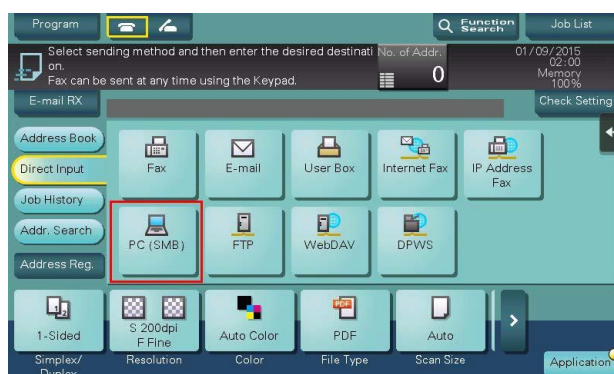 Program
Function
Search
Job List
Select sending method and then enter the desired destinati
on.
Fax can be sent at any time using the Keypad.
No. of Addr.
0
01/09/2015
02:00
Memory
100%
E-mail RX
Check Setting
Address Book
Direct Input
Job History
Addr. Search
Address Reg.
Fax
E-mail
User Box
Internet Fax
IP Address
Fax
PC (SMB)
FTP
WebDAV
DPWS
1-Sided
S 200dpi
F Fine
Auto Color
PDF
PDF
Auto
Simplex/
Duplex
Resolution
Color
File Type
Scan Size
Application